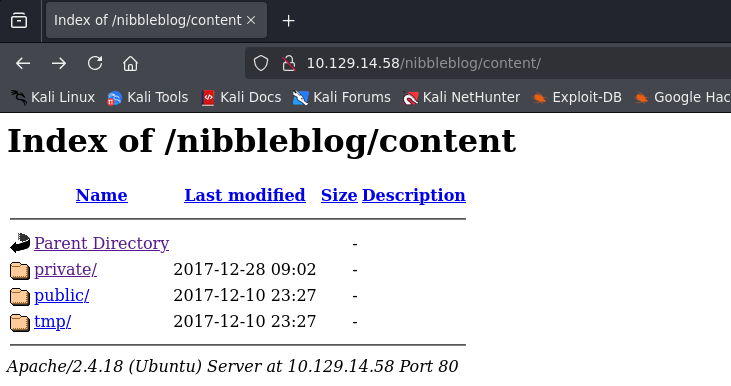 Index of /nibbleblog/content × +
10.129.14.58/nibbleblog/content/
Kali Linux Kali Tools Kali Docs Kali Forums Kali NetHunter Exploit-DB Google Hac
Index of /nibbleblog/content
Name Last modified Size Description
Parent Directory -
private/ 2017-12-28 09:02 -
public/ 2017-12-10 23:27 -
tmp/ 2017-12-10 23:27 -
Apache/2.4.18 (Ubuntu) Server at 10.129.14.58 Port 80